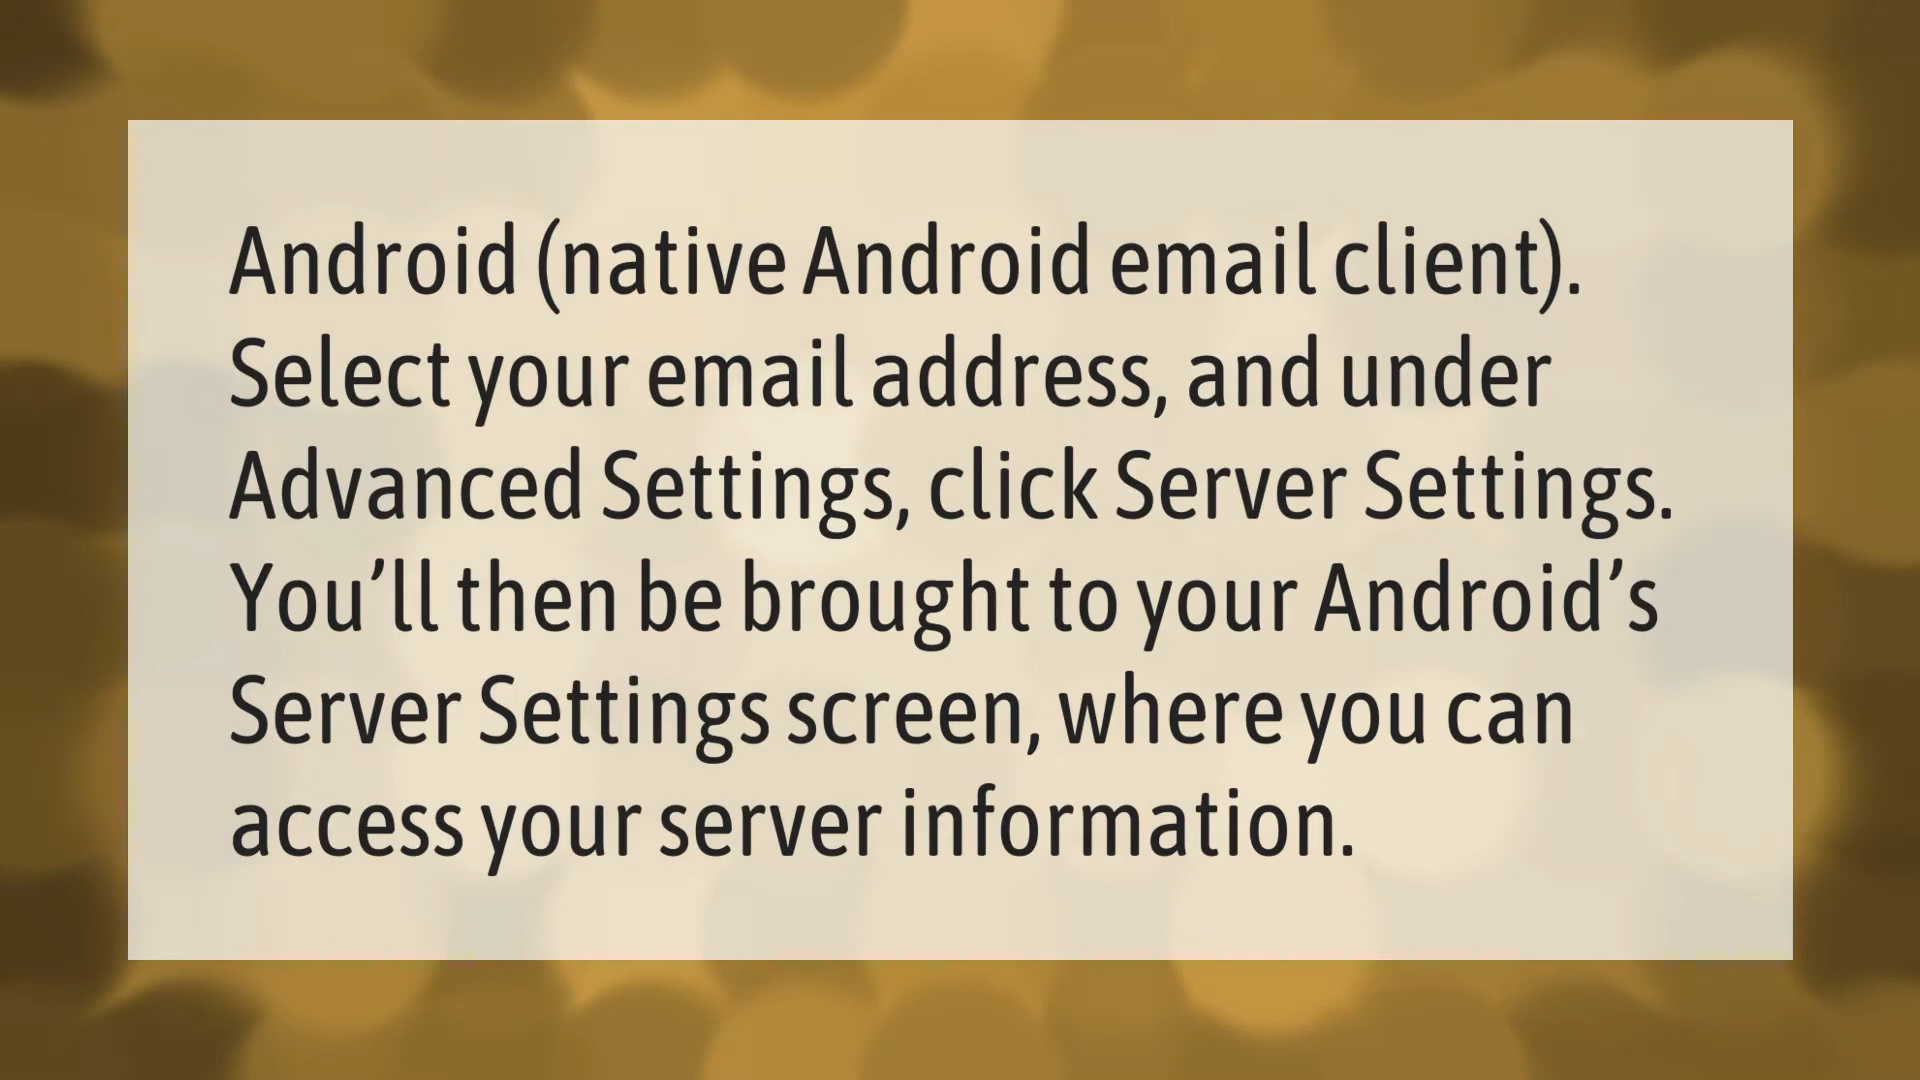 Android (native Android email client).
Select your email address, and under
Advanced Settings, click Server Settings.
You’ll then be brought to your Android’s
Server Settings screen, where you can
access your server information.